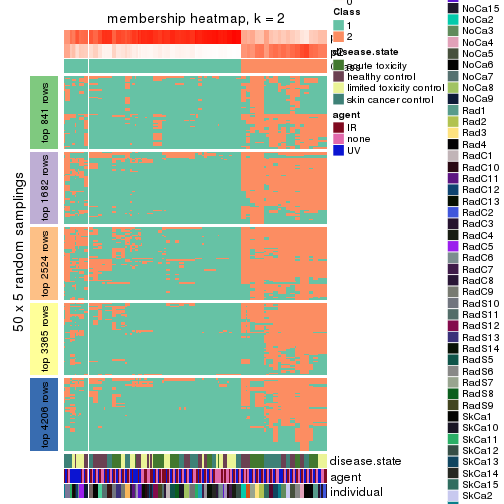 membership heatmap, k = 2
50 x 5 random samplings
top 841 rows
top 1682 rows
top 2524 rows
top 3365 rows
top 4206 rows
disease.state
agent
individual
Class
1
2
disease.state
acute toxicity
healthy control
limited toxicity control
skin cancer control
agent
IR
none
UV
NoCa15
NoCa2
NoCa3
NoCa4
NoCa5
NoCa6
NoCa7
NoCa8
NoCa9
Rad1
Rad2
Rad3
Rad4
RadC1
RadC10
RadC11
RadC12
RadC13
RadC2
RadC3
RadC4
RadC5
RadC6
RadC7
RadC8
RadC9
RadS10
RadS11
RadS12
RadS13
RadS14
RadS5
RadS6
RadS7
RadS8
RadS9
SkCa1
SkCa10
SkCa11
SkCa12
SkCa13
SkCa14
SkCa15
SkCa2